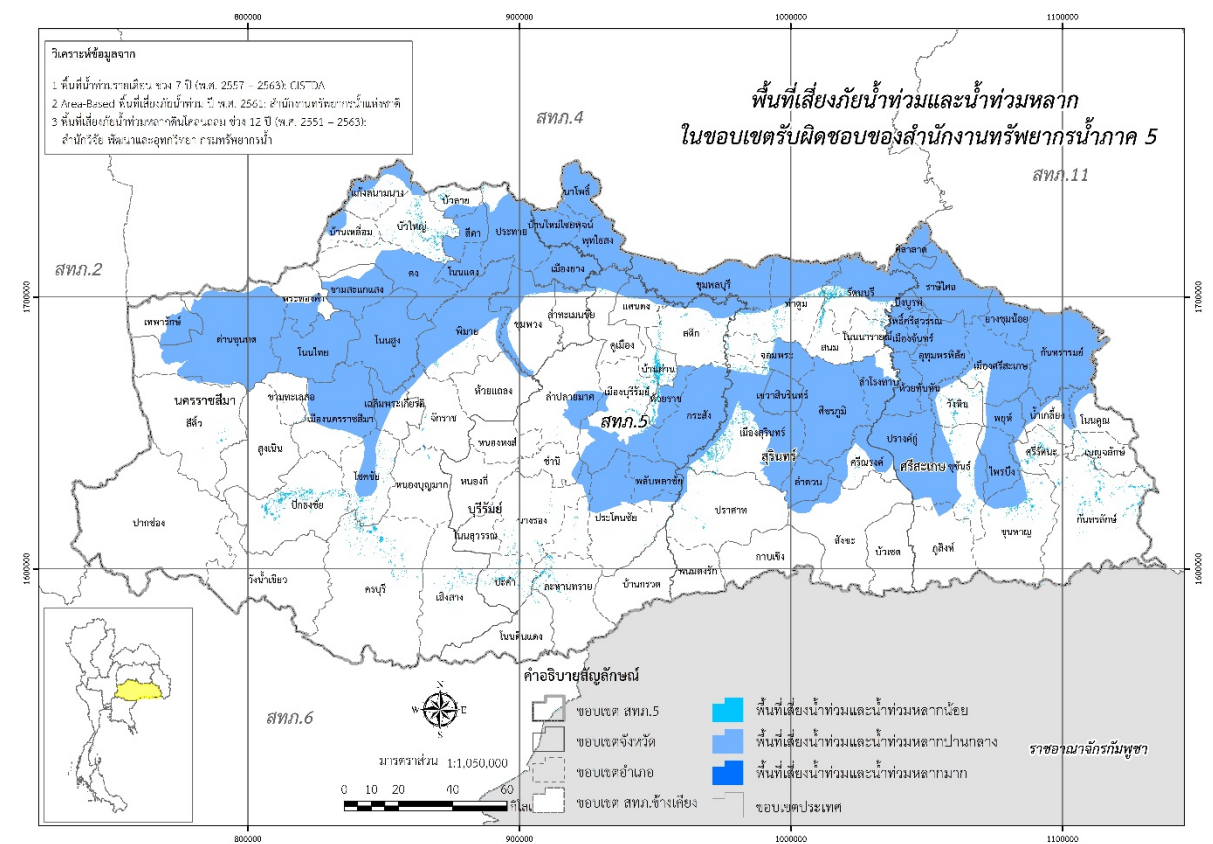 800000
900000
1000000
1100000
วิเคราะห์ข้อมูลจาก
1 พื้นที่น้ำท่วมรายเดือน ช่วง 7 ปี (พ.ศ. 2557 – 2563): GISTDA
2 Area-Based พื้นที่เสี่ยงภัยน้ำท่วม ปี พ.ศ. 2561: สำนักงานทรัพยากรน้ำแห่งชาติ
3 พื้นที่เสี่ยงภัยน้ำท่วมหลากดินโคลนถล่ม ช่วง 12 ปี (พ.ศ. 2551 – 2563):
สำนักวิจัย พัฒนาและอุทกวิทยา กรมทรัพยากรน้ำ
พื้นที่เสี่ยงภัยน้ำท่วมและน้ำท่วมหลาก
ในขอบเขตรับผิดชอบของสำนักงานทรัพยากรน้ำภาค 5
สทภ.4
สทภ.11
สทภ.2
แก้งสนามนาง
บัวลาย
นาโพธิ์
บ้านเหลื่อม
บัวใหญ่
สีดา
ประทาย
บ้านใหม่ไชยพจน์
พุทไธสง
ศิลาลาด
คง
โนนแดง
เมืองยาง
ชุมพลบุรี
รัตนบุรี
ราษีไศล
1700000
1700000
ขามสะแกแสง
พระทองคำ
ท่าตูม
บึงบูรพ์
เทพารักษ์
ด่านขุนทด
โนนไทย
โนนสูง
พิมาย
ชุมพวง
ลำทะเมนชัย
แคนดง
สตึก
คูเมือง
จอมพระ
สนม
โนนนารายณ์
โพธิ์ศรีสุวรรณ
เมืองจันทร์
ยางชุมน้อย
กันทรารมย์
อุทุมพรพิสัย
เมืองศรีสะเกษ
บ้านด่าน
ห้วยแถลง
ลำปลายมาศ
เมืองบุรีรัมย์
ห้วยราช
เขวาสินรินทร์
สำโรงทาบ
ห้วยทับทัน
นครราชสีมา
ขามทะเลสอ
เฉลิมพระเกียรติ
เมืองนครราชสีมา
จักราช
กระสัง
ศีขรภูมิ
วังหิน
พยุห์
น้ำเกลี้ยง
โนนคูณ
สีคิ้ว
สูงเนิน
หนองหงส์
สทภ.5
เมืองสุรินทร์
สุรินทร์
ปรางค์กู่
ศรีรัตนะ
เบญจลักษ์
ชำนิ
ศรีณรงค์
ศรีสะเกษ
ขุขันธ์
ไพรบึง
โชคชัย
หนองบุญมาก
หนองกี่
พลับพลาชัย
ลำดวน
ปากช่อง
ปักธงชัย
บุรีรัมย์
นางรอง
ประโคนชัย
ปราสาท
กันทรลักษ์
ขุนหาญ
โนนสุวรรณ
สังขะ
บัวเชด
ภูสิงห์
กาบเชิง
1600000
1600000
วังน้ำเขียว
ครบุรี
เสิงสาง
ปะคำ
ละหานทราย
บ้านกรวด
พนมดงรัก
โนนดินแดง
สทภ.6
N
W
E
S
มาตราส่วน 1:1,050,000
0 10 20 40 60
คำอธิบายสัญลักษณ์
ขอบเขต สทภ.5
ขอบเขตจังหวัด
ขอบเขตอำเภอ
ขอบเขต สทภ.ข้างเคียง
พื้นที่เสี่ยงน้ำท่วมและน้ำท่วมหลากน้อย
พื้นที่เสี่ยงน้ำท่วมและน้ำท่วมหลากปานกลาง
พื้นที่เสี่ยงน้ำท่วมและน้ำท่วมหลากมาก
ขอบเขตประเทศ
ราชอาณาจักรกัมพูชา
800000
900000
1000000
1100000